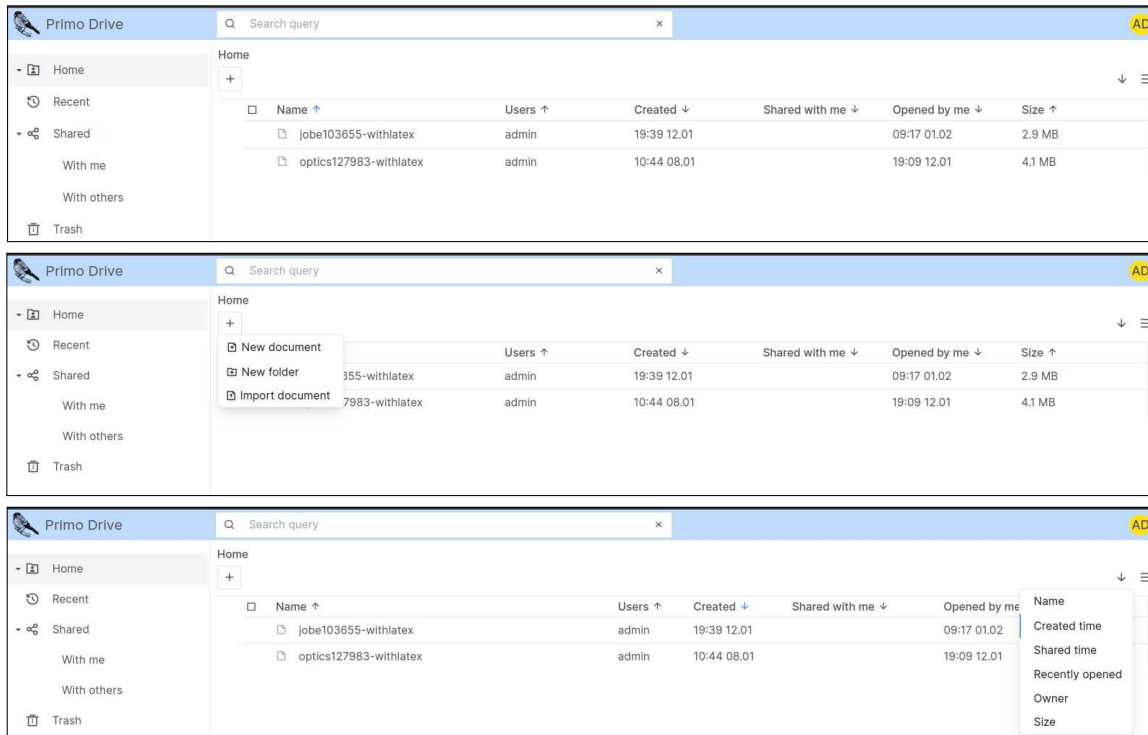 Primo Drive Search query AD
Home
Home
Recent
Name Users Created Shared with me Opened by me Size
Shared
jobe103655-withlatex admin 19:39 12.01 09:17 01.02 2.9 MB
With me
optics127983-withlatex admin 10:44 08.01 19:09 12.01 4.1 MB
With others
Trash
Primo Drive Search query AD
Home
Home
Recent
New document
Users Created Shared with me Opened by me Size
Shared
New folder
655-withlatex admin 19:39 12.01 09:17 01.02 2.9 MB
With me
Import document
7983-withlatex admin 10:44 08.01 19:09 12.01 4.1 MB
With others
Trash
Primo Drive Search query AD
Home
Home
Recent
Name Users Created Shared with me Opened by me
Name
Shared
jobe103655-withlatex admin 19:39 12.01 09:17 01.02
Created time
With me
optics127983-withlatex admin 10:44 08.01 19:09 12.01
Shared time
Recently opened
With others
Owner
Trash
Size